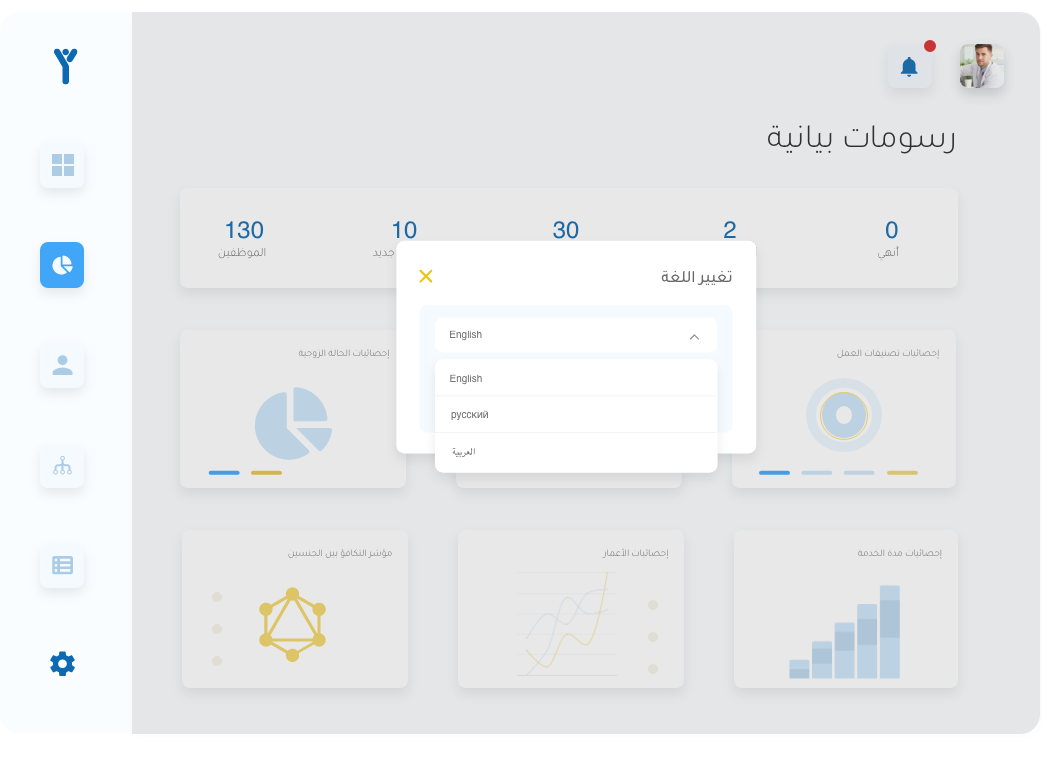 رسومات بيانية
0
2
30
10
130
أنهي
جديد
الموظفين
تغيير اللغة
English
English
русский
العربية
إحصائيات تصنيفات العمل
إحصائيات الحالة الزوجية
إحصائيات مدة الخدمة
إحصائيات الأعمار
مؤشر التكافؤ بين الجنسين